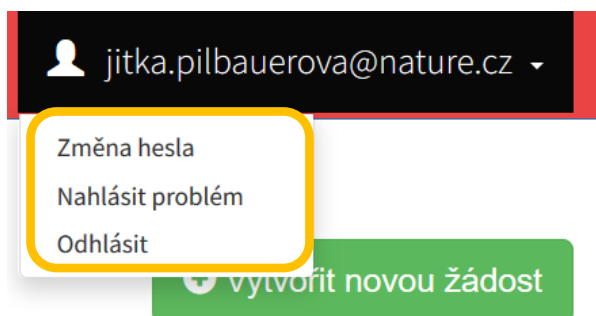 jitka.pilbauerova@nature.cz
Změna hesla
Nahlásit problém
Odhlásit
Vytvořit novou žádost